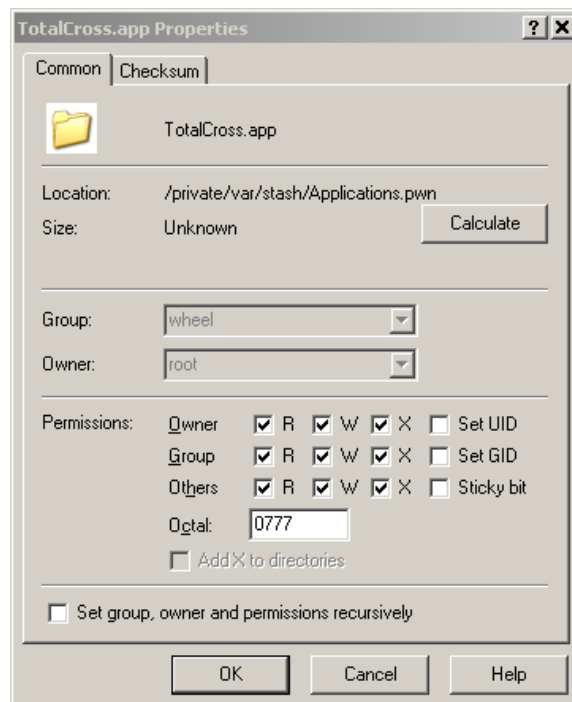 TotalCross.app Properties ? X
Common Checksum
TotalCross.app
Location: /private/var/stash/Applications.pwn
Size: Unknown Calculate
Group: wheel
Owner: root
Permissions: Owner R W X Set UID
Group R W X Set GID
Others R W X Sticky bit
Octal: 0777
Add X to directories
Set group, owner and permissions recursively
OK Cancel Help